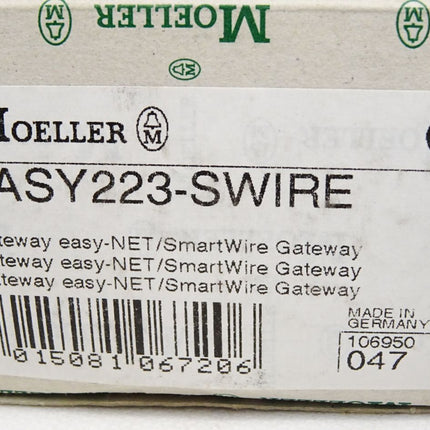 MOELLER
MOELLER
ASY223-SWIRE
teway easy-NET/SmartWire Gateway
teway easy-NET/SmartWire Gateway
teway easy-NET/SmartWire Gateway
MADE IN
GERMANY
015081 067206
106950
047